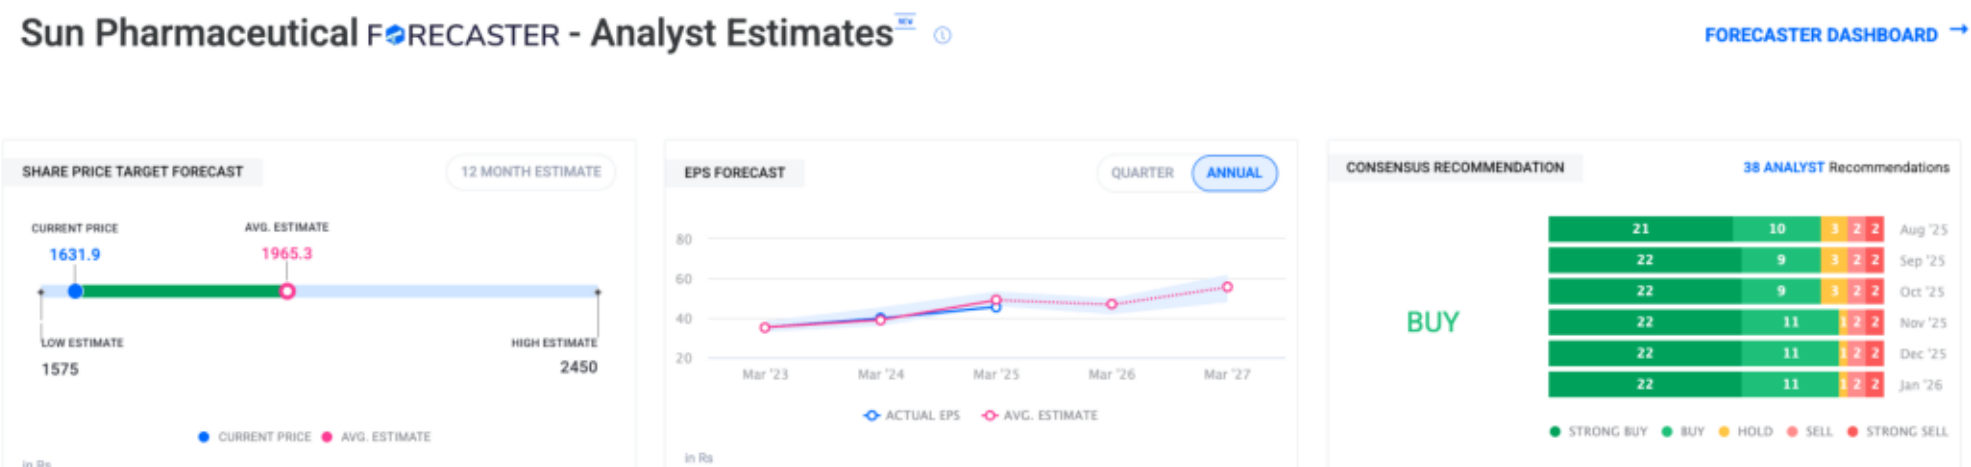 Sun Pharmaceutical FORECASTER - Analyst Estimates NEW
FORECASTER DASHBOARD →
SHARE PRICE TARGET FORECAST
12 MONTH ESTIMATE
CURRENT PRICE
1631.9
AVG. ESTIMATE
1965.3
LOW ESTIMATE
1575
HIGH ESTIMATE
2450
CURRENT PRICE AVG. ESTIMATE
in Rs
EPS FORECAST
QUARTER ANNUAL
80
60
40
20
Mar '23 Mar '24 Mar '25 Mar '26 Mar '27
ACTUAL EPS AVG. ESTIMATE
in Rs
CONSENSUS RECOMMENDATION
38 ANALYST Recommendations
BUY
21 10 3 2 2 Aug '25
22 9 3 2 2 Sep '25
22 9 3 2 2 Oct '25
22 11 1 2 2 Nov '25
22 11 1 2 2 Dec '25
22 11 1 2 2 Jan '26
STRONG BUY BUY HOLD SELL STRONG SELL